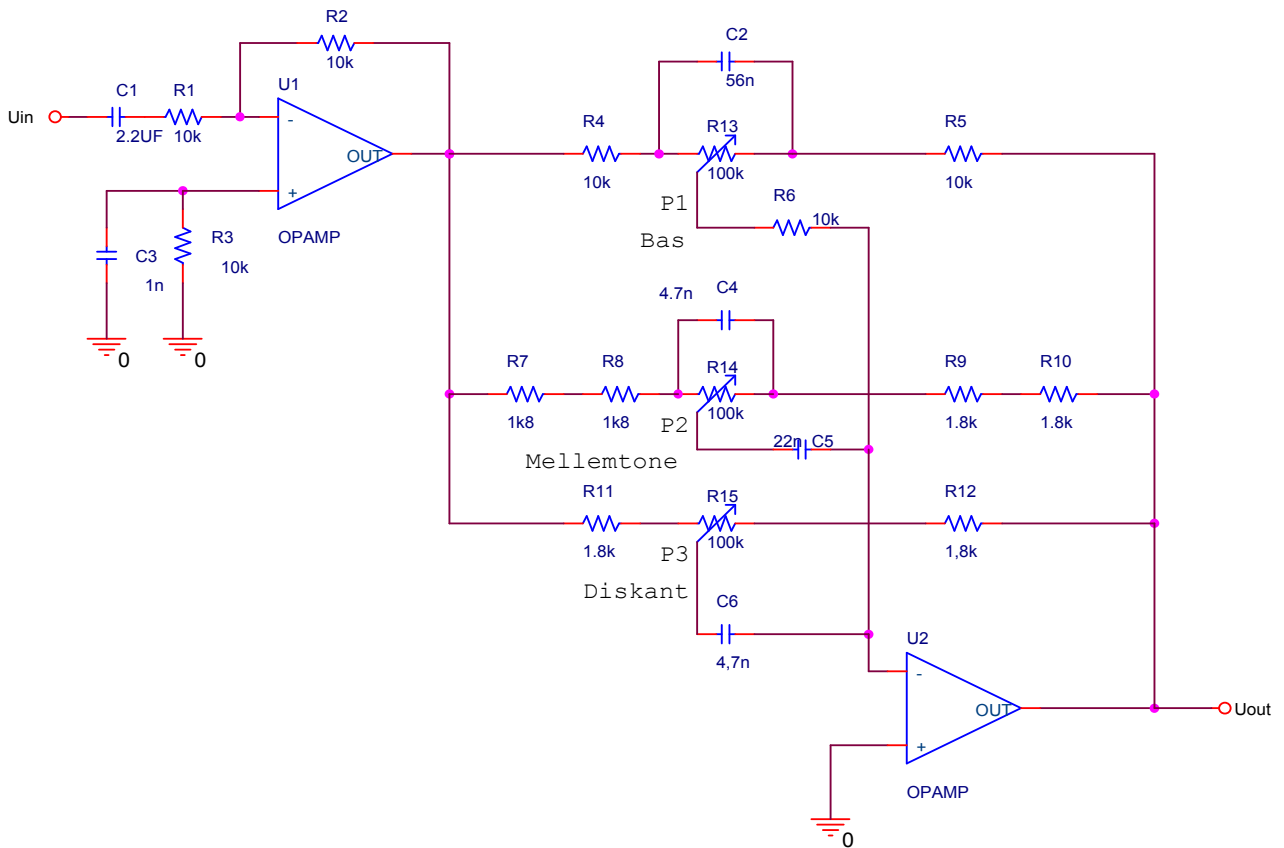 R2
10k
C2
56n
U1
C1
R1
Uin
2.2UF
10k
-
OUT
+
OPAMP
R4
10k
R13
100k
R5
10k
P1
Bas
R6
10k
C3
1n
R3
10k
0
0
4.7n
C4
R7
1k8
R8
1k8
R14
100k
R9
1.8k
R10
1.8k
P2
Mellemtone
22n
C5
R11
1.8k
R15
100k
R12
1,8k
P3
Diskant
C6
4,7n
U2
-
OUT
+
OPAMP
Uout
0